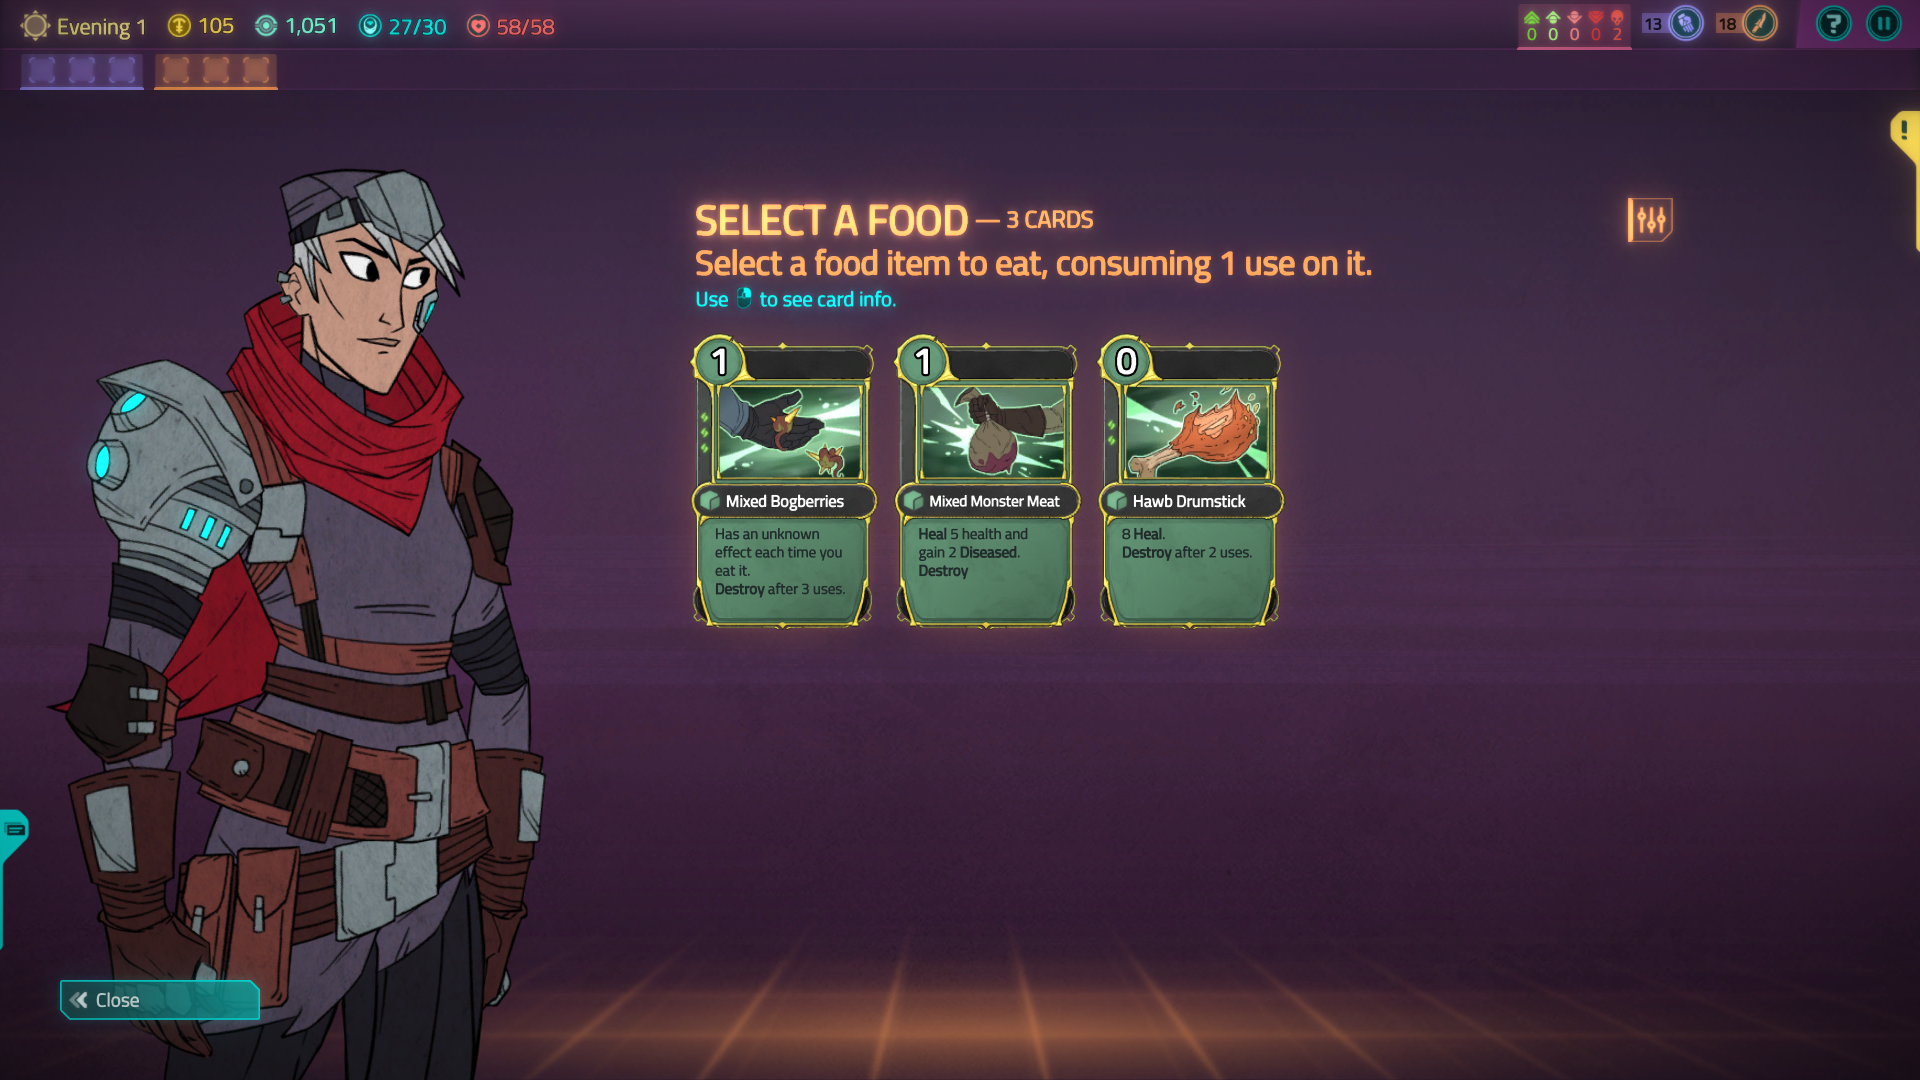 Evening 1 105 1,051 27/30 58/58
0 0 0 0 2 13 18 ?
!
SELECT A FOOD — 3 CARDS
Select a food item to eat, consuming 1 use on it.
Use to see card info.
1
Mixed Bogberries
Has an unknown
effect each time you
eat it.
Destroy after 3 uses.
1
Mixed Monster Meat
Heal 5 health and
gain 2 Diseased.
Destroy
0
Hawb Drumstick
8 Heal.
Destroy after 2 uses.
Close